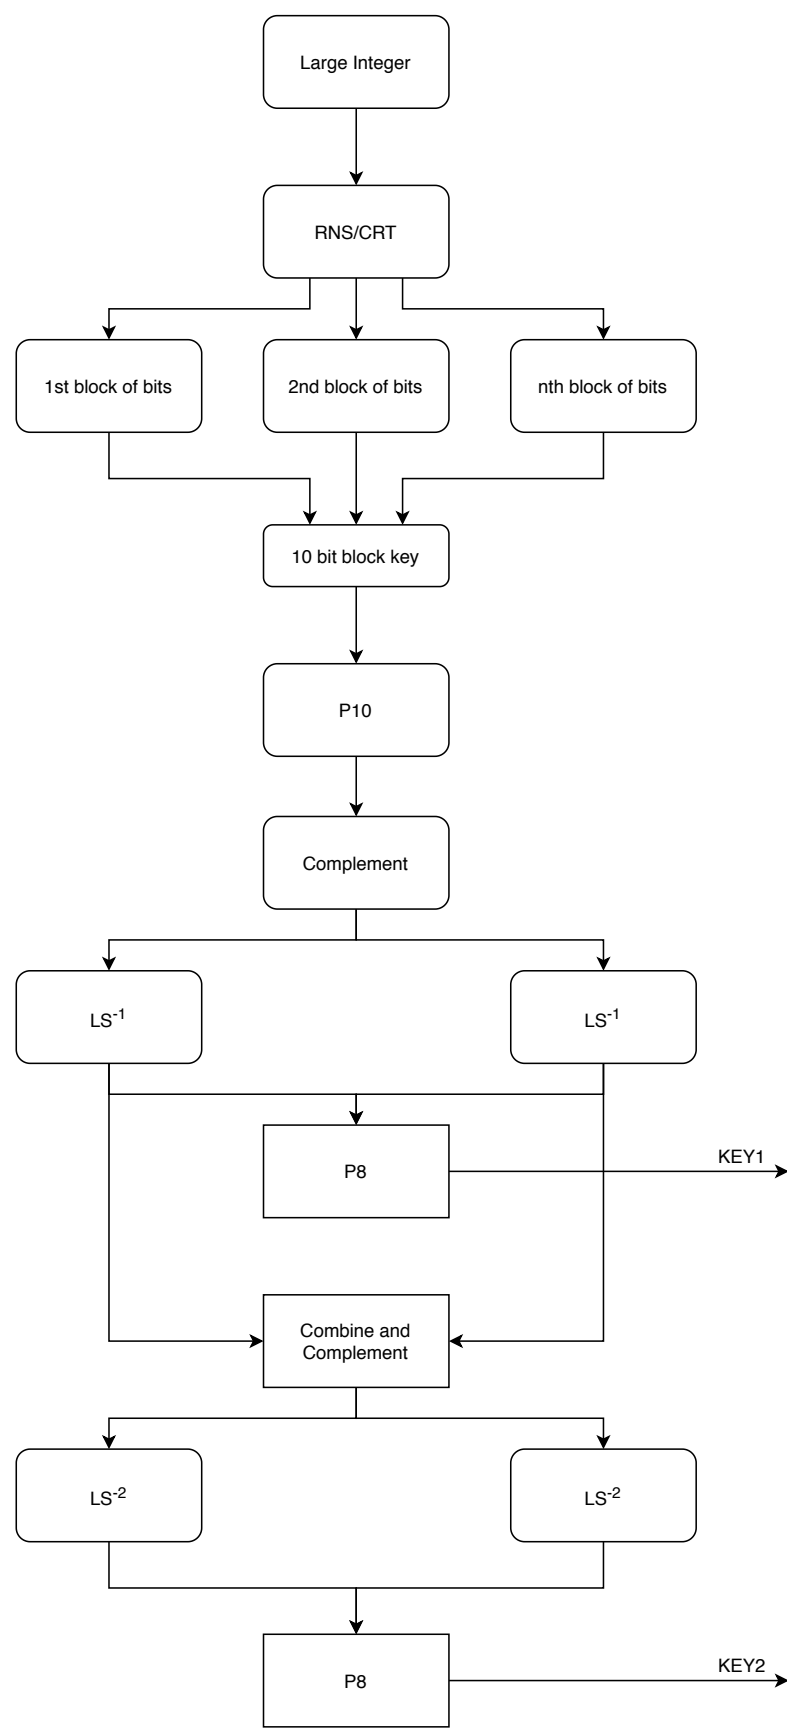 Large Integer
RNS/CRT
1st block of bits
2nd block of bits
nth block of bits
10 bit block key
P10
Complement
LS-1
LS-1
P8
KEY1
Combine and
Complement
LS-2
LS-2
P8
KEY2